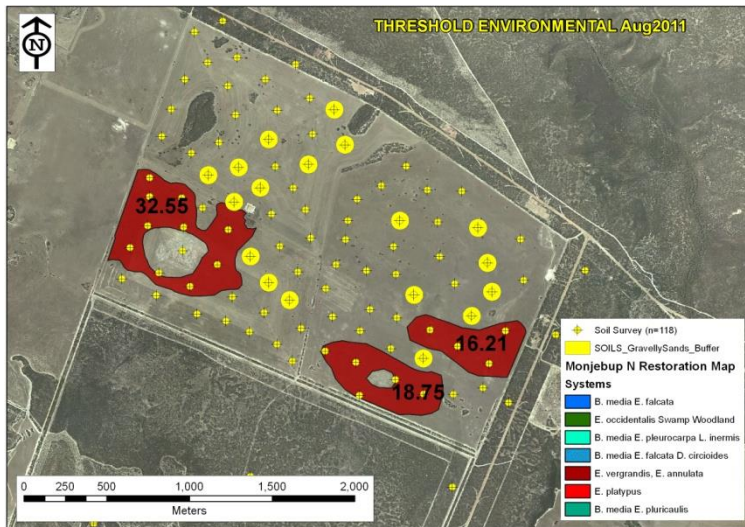 THRESHOLD ENVIRONMENTAL Aug2011
N
32.55
16.21
18.75
Soil Survey (n=118)
SOILS_GravellySands_Buffer
Monjebup N Restoration Map
Systems
B. media E. falcata
E. occidentalis Swamp Woodland
B. media E. pleurocarpa L. inermis
B. media E. falcata D. circioides
E. vergrandis, E. annulata
E. platypus
B. media E. pluricaulis
0 250 500 1,000 1,500 2,000
Meters